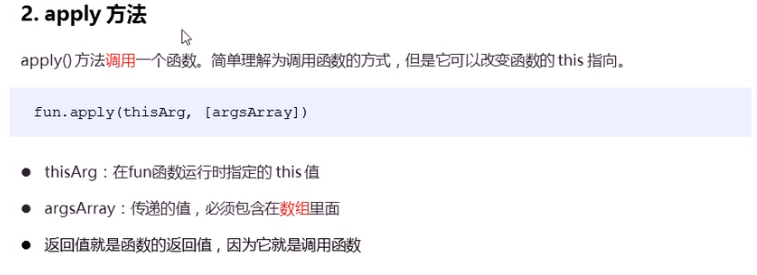 2. apply 方法
apply() 方法调用一个函数。简单理解为调用函数的方式，但是它可以改变函数的 this 指向。
fun.apply(thisArg, [argsArray])
● thisArg：在fun函数运行时指定的 this 值
● argsArray：传递的值，必须包含在数组里面
● 返回值就是函数的返回值，因为它就是调用函数